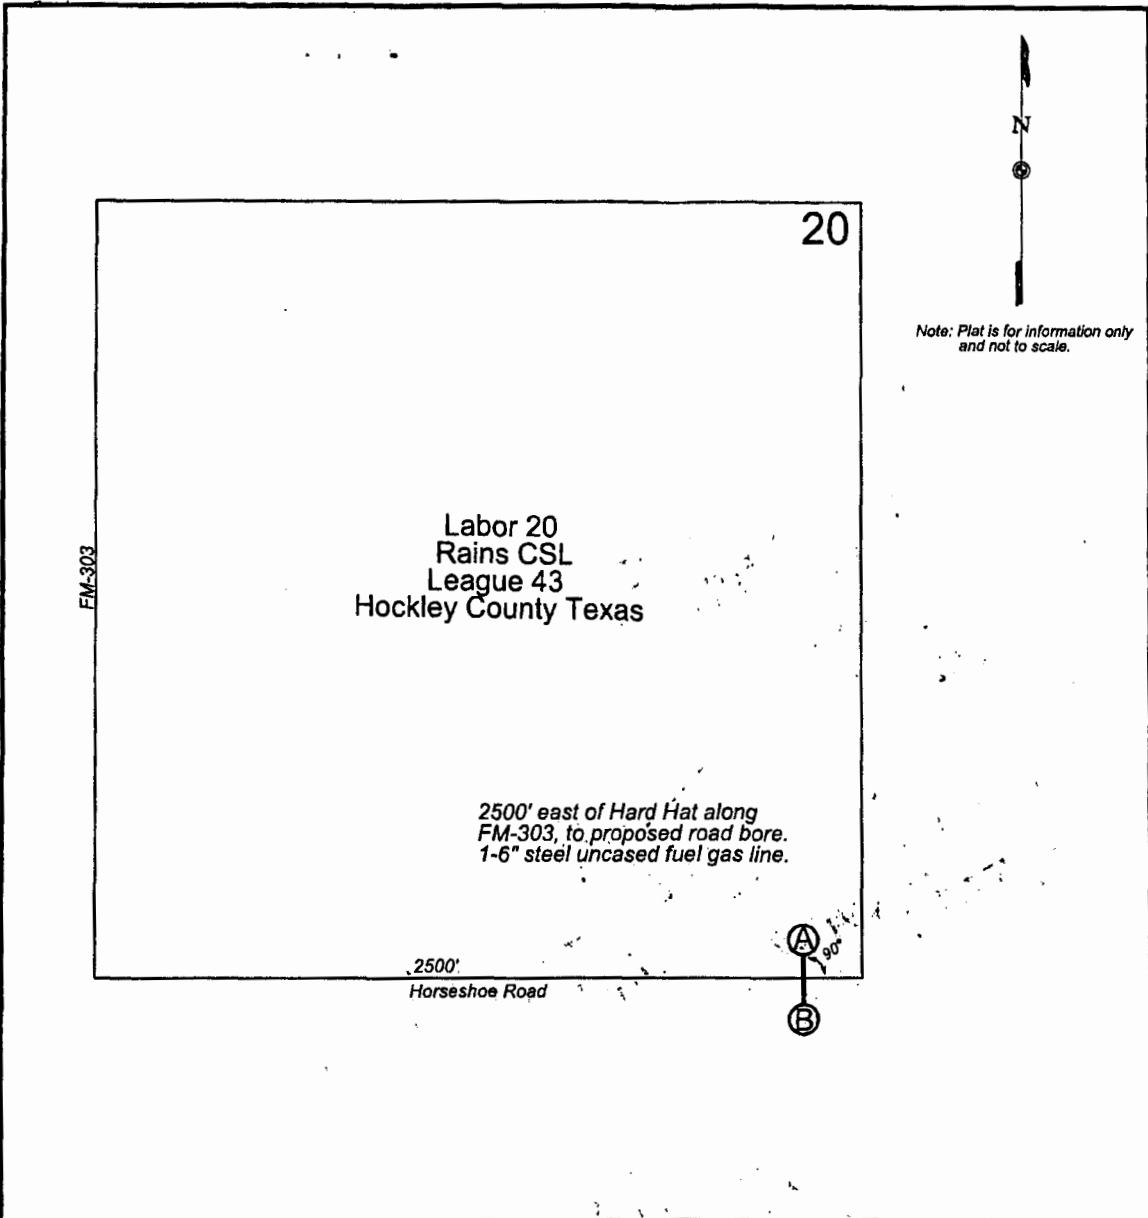 N
20
Note: Plat is for information only
and not to scale.
FM-303
Labor 20
Rains CSL
League 43
Hockley County Texas
2500' east of Hard Hat along
FM-303, to proposed road bore.
1-6" steel uncased fuel gas line.
A
90°
2500'
Horseshoe Road
B